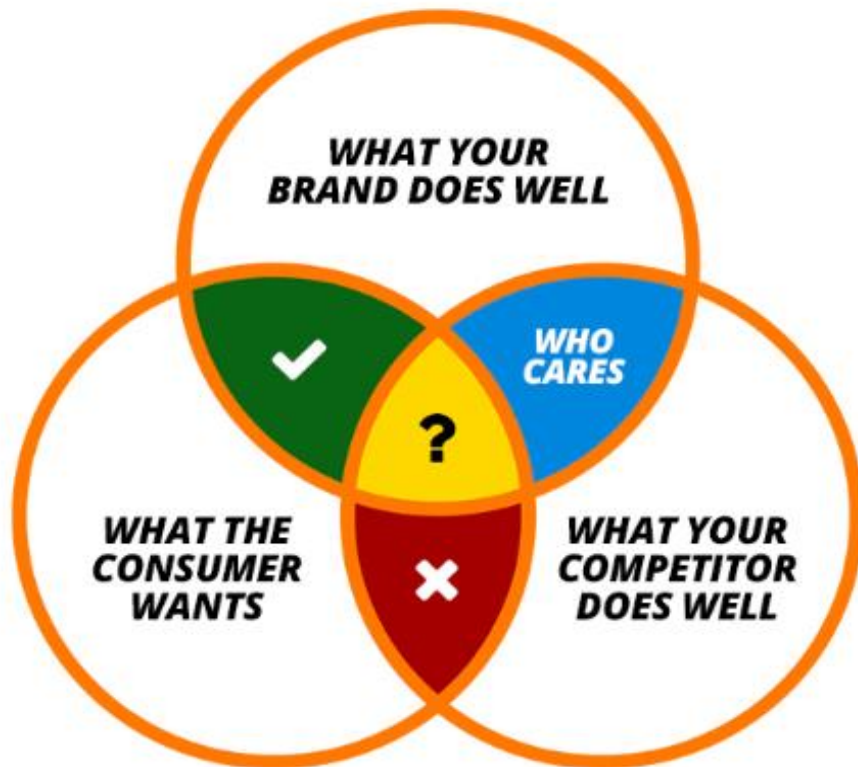 WHAT YOUR
BRAND DOES WELL
WHO
CARES
?
WHAT THE
CONSUMER
WANTS
WHAT YOUR
COMPETITOR
DOES WELL